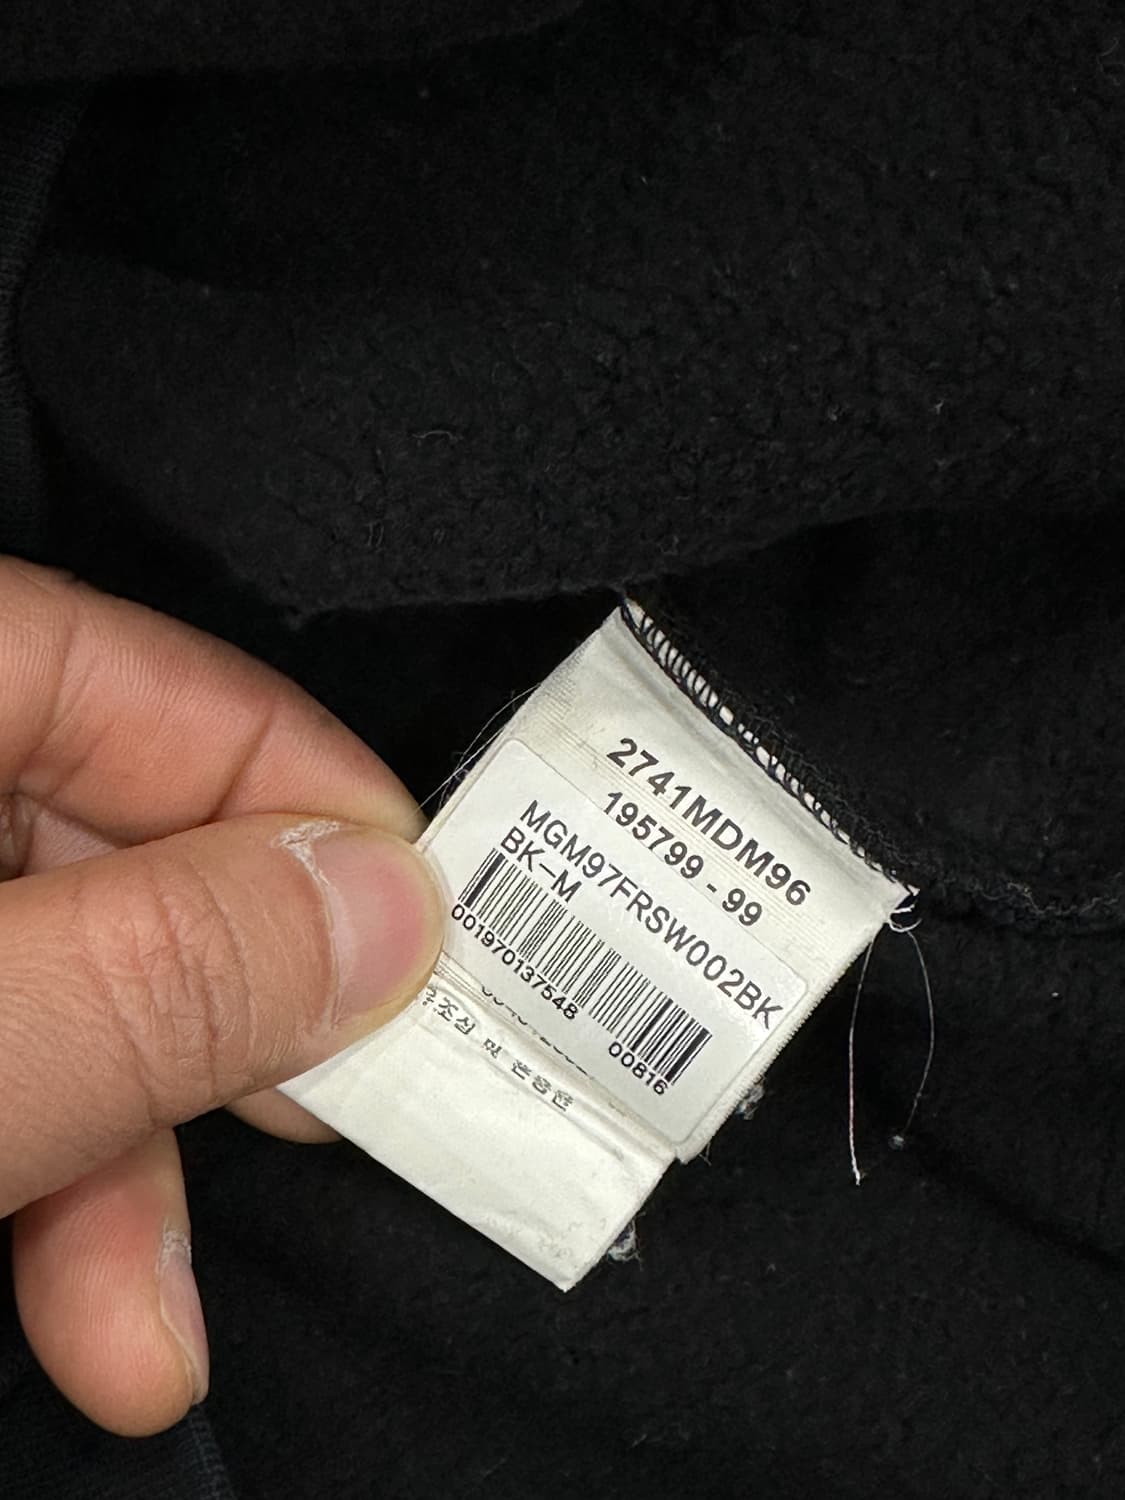 2741MDM96
195799 - 99
MGM97FRSW002BK
BK-M
001970137548
00816